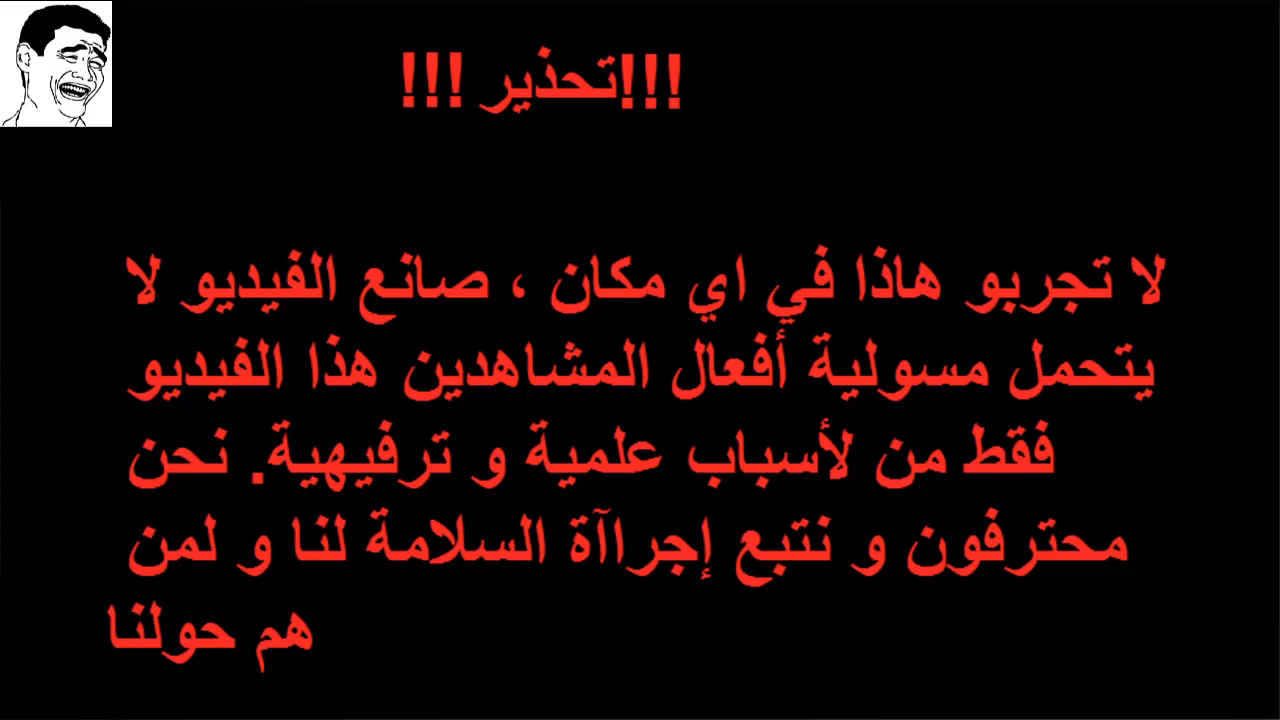 !!!تحذير !!!
لا تجربو هاذا في اي مكان ، صانع الفيديو لا
يتحمل مسولية أفعال المشاهدين هذا الفيديو
فقط من لأسباب علمية و ترفيهية. نحن
محترفون و نتبع إجراآة السلامة لنا و لمن
هم حولنا